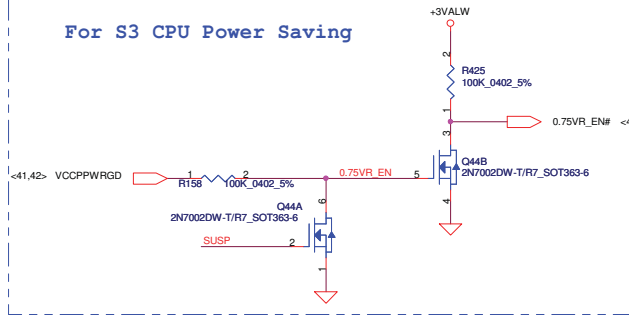 +3VALW
For S3 CPU Power Saving
2
R425
100K_0402_5%
1
0.75VR_EN# <4
3
Q44B
2N7002DW-T/R7_SOT363-6
<41,42> VCCPPWRGD
1
2
0.75VR_EN
5
R158
100K_0402_5%
4
Q44A
6
2N7002DW-T/R7_SOT363-6
SUSP
2
1